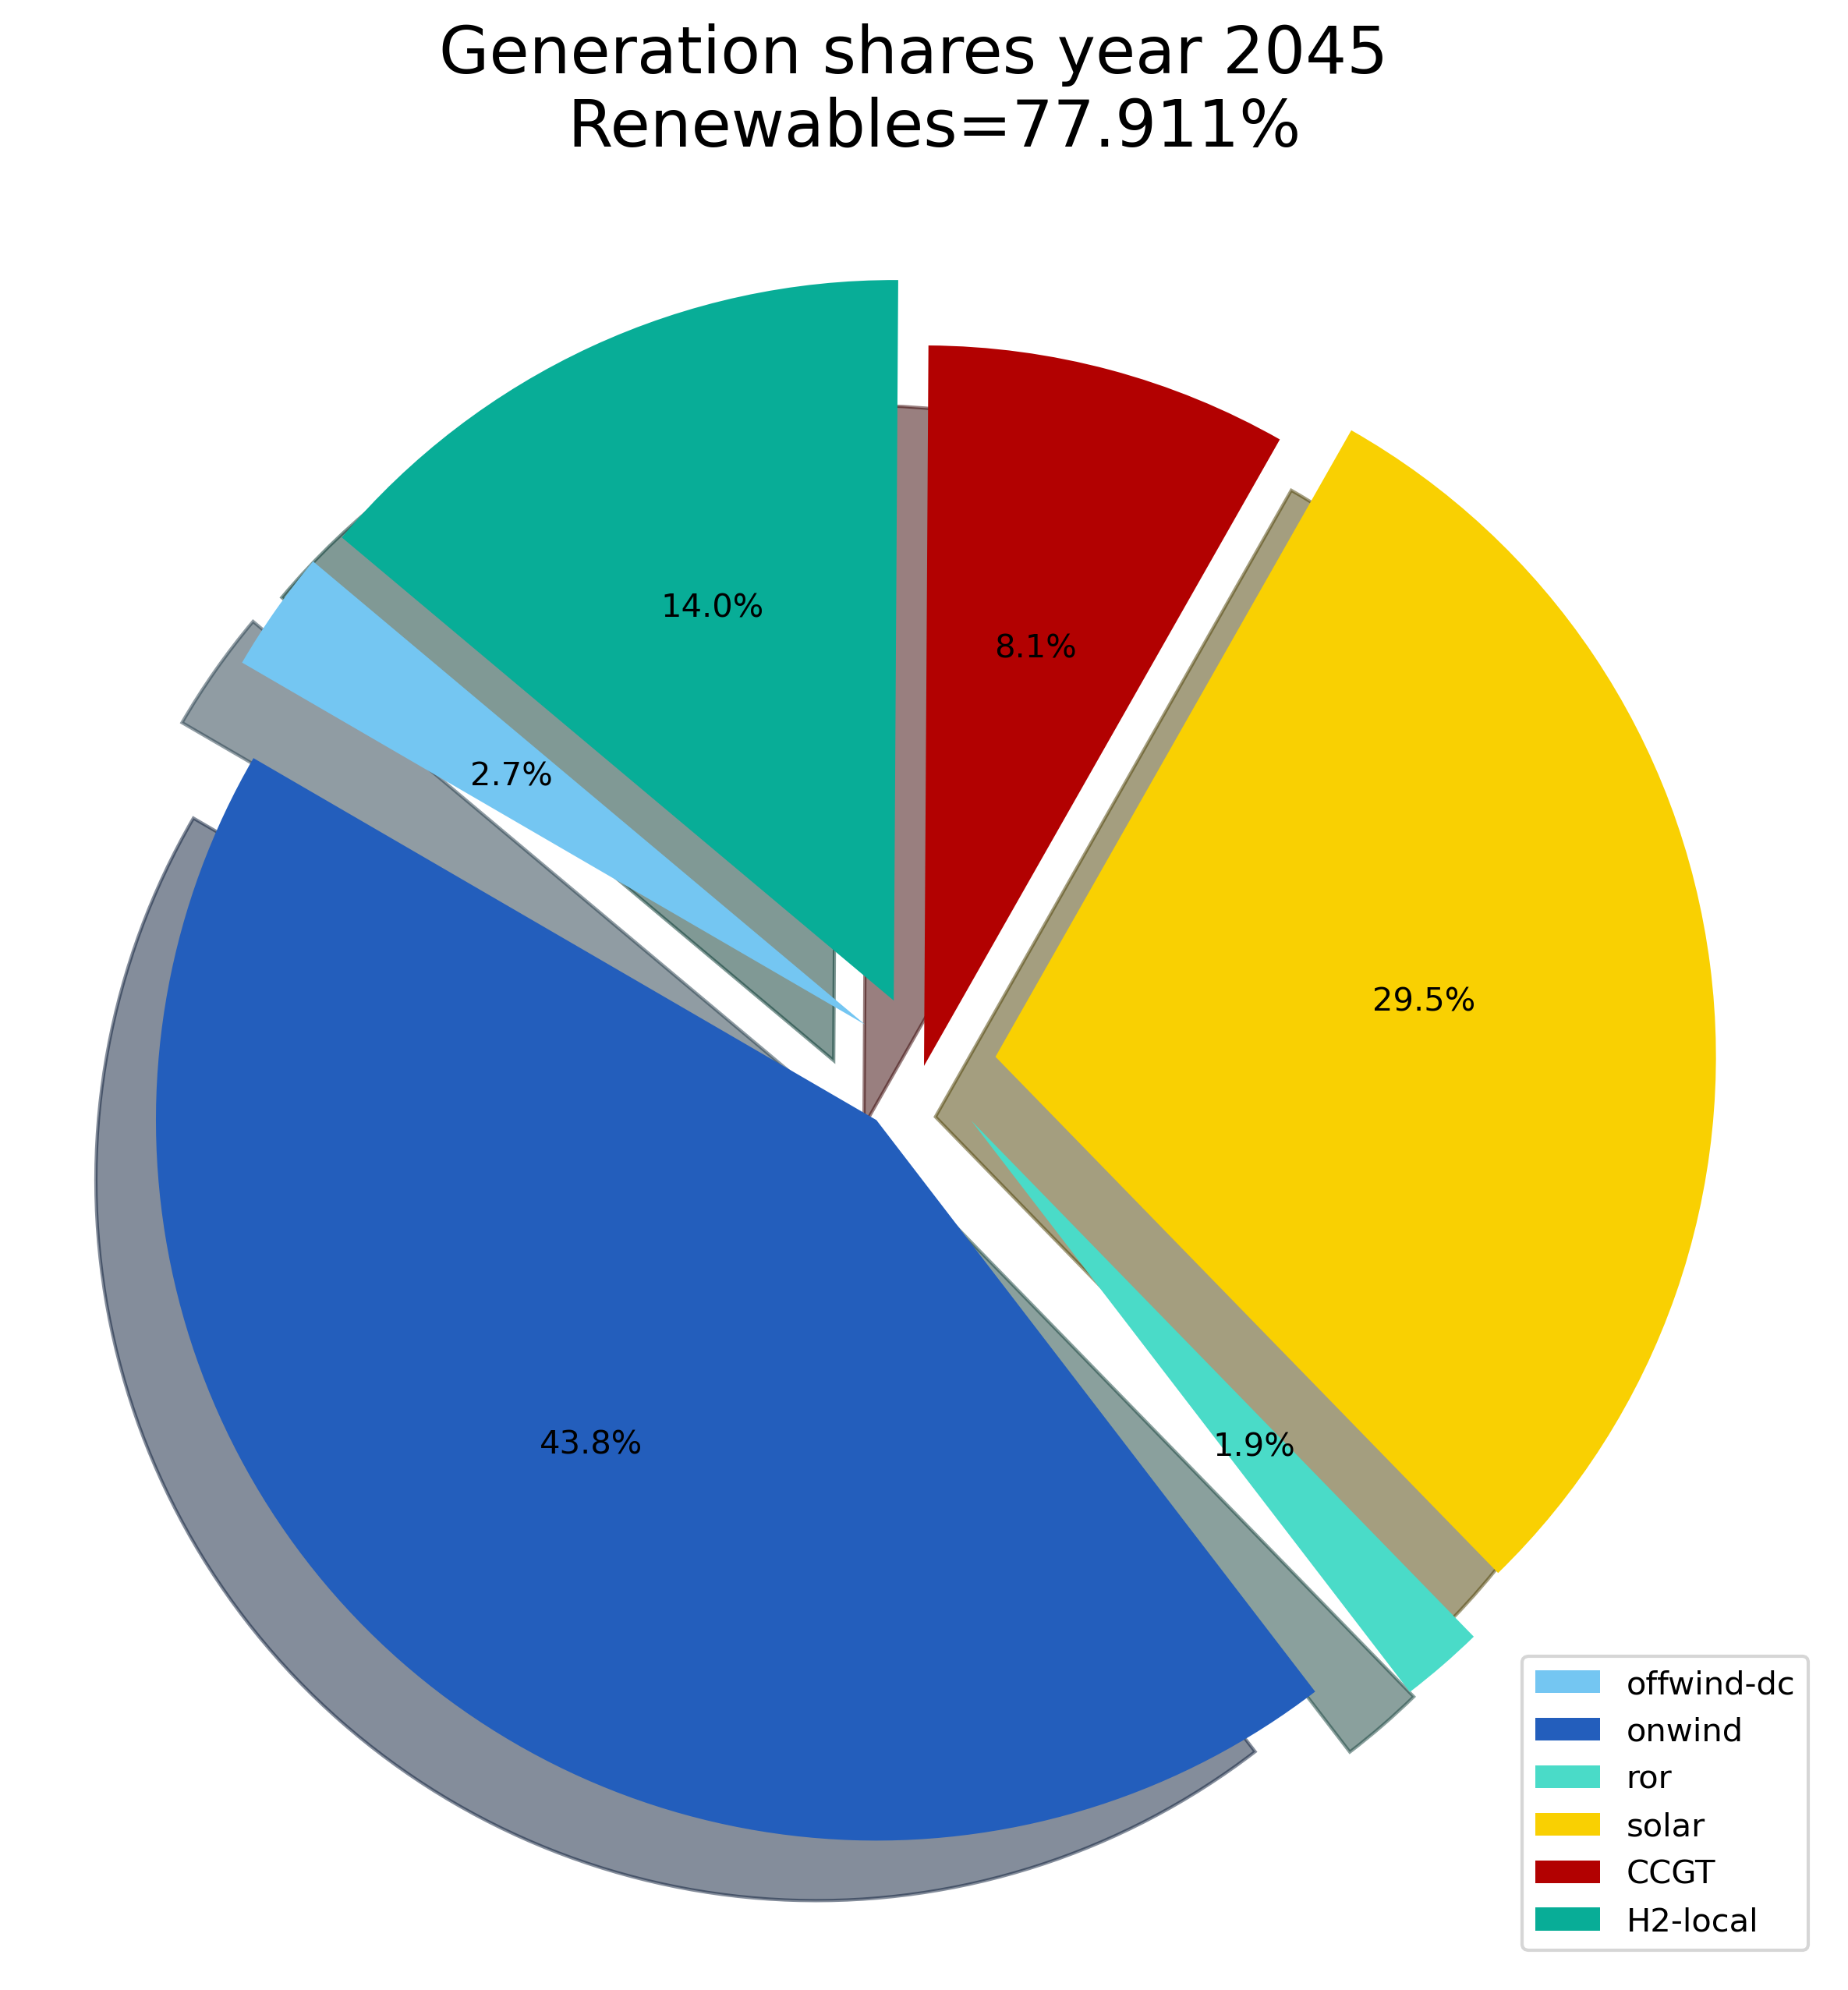 Generation shares year 2045
Renewables=77.911%
14.0%
8.1%
2.7%
29.5%
43.8%
1.9%
offwind-dc
onwind
ror
solar
CCGT
H2-local